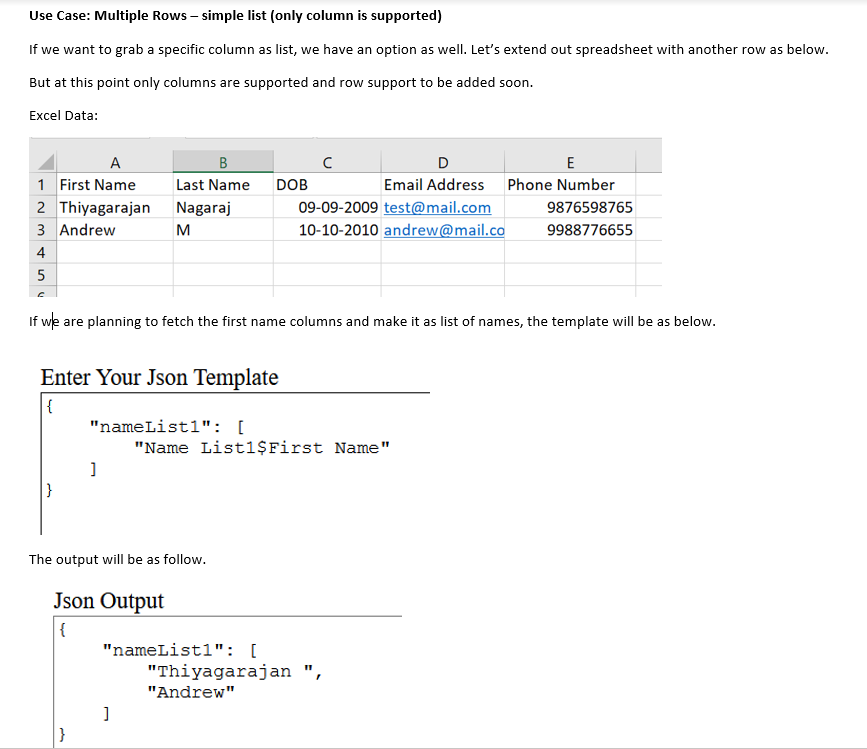 Use Case: Multiple Rows – simple list (only column is supported)
If we want to grab a specific column as list, we have an option as well. Let's extend out spreadsheet with another row as below.
But at this point only columns are supported and row support to be added soon.
Excel Data:
A B C D E
1 First Name Last Name DOB Email Address Phone Number
2 Thiyagarajan Nagaraj 09-09-2009 test@mail.com 9876598765
3 Andrew M 10-10-2010 andrew@mail.co 9988776655
4
5
If we are planning to fetch the first name columns and make it as list of names, the template will be as below.
Enter Your Json Template
{
"nameList1": [
"Name List1$First Name"
]
}
The output will be as follow.
Json Output
{
"nameList1": [
"Thiyagarajan ",
"Andrew"
]
}